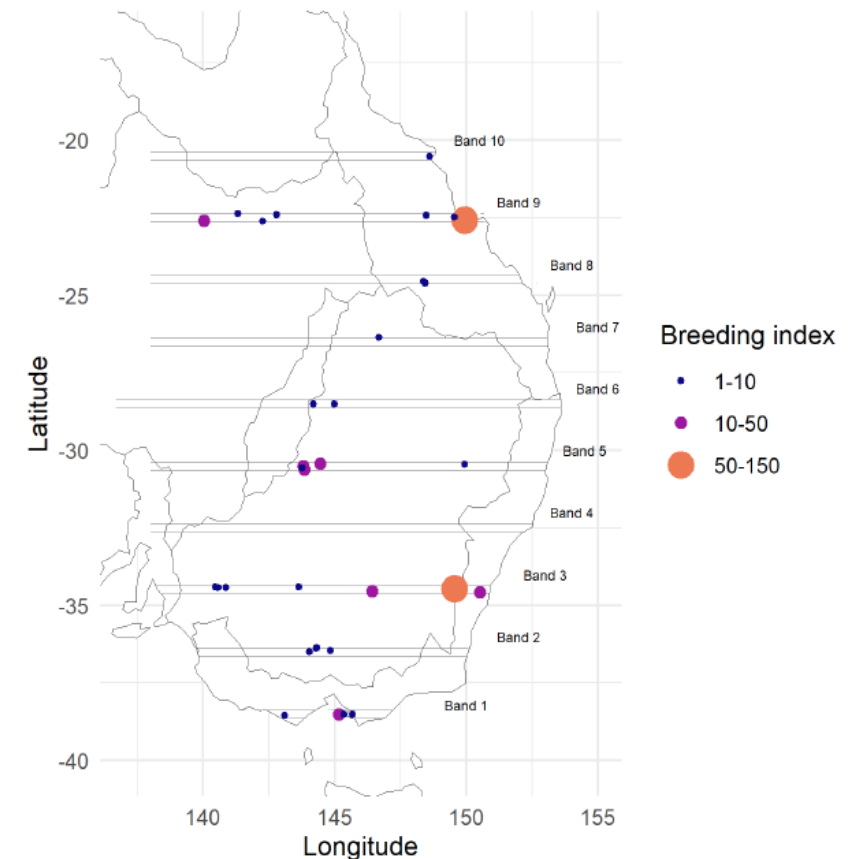 Band 10
-20
Band 9
Band 8
-25
Band 7
Band 6
Breeding index
1-10
10-50
50-150
Latitude
-30
Band 5
Band 4
Band 3
-35
Band 2
Band 1
-40
140 145 150 155
Longitude